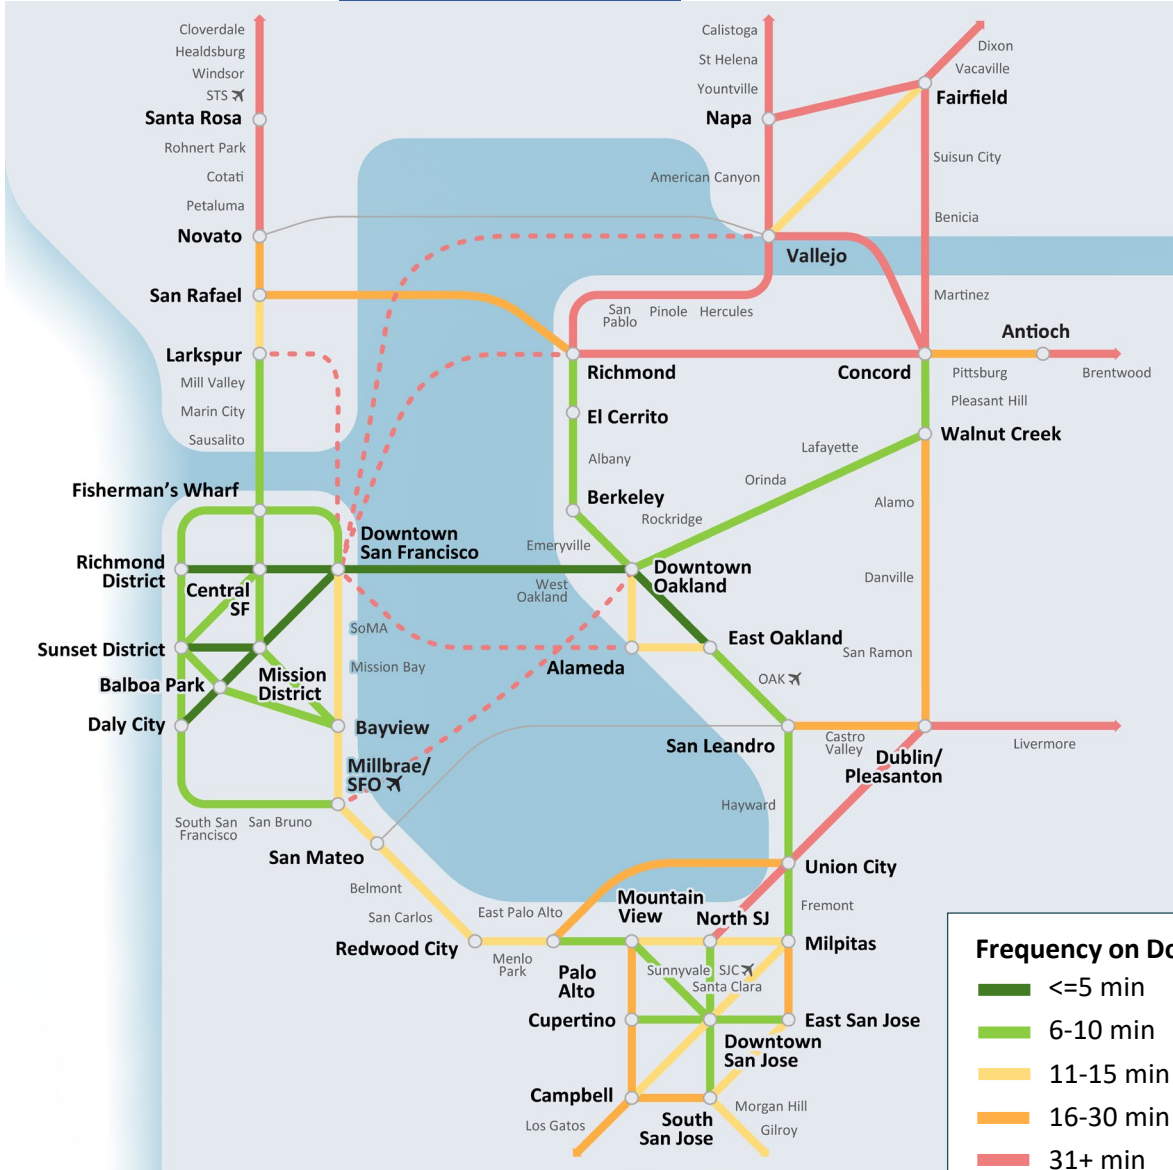 Cloverdale
Healdsburg
Windsor
STS
Santa Rosa
Rohnert Park
Cotati
Petaluma
Novato
San Rafael
Larkspur
Mill Valley
Marin City
Sausalito
Calistoga
St Helena
Yountville
Napa
American Canyon
Vallejo
Dixon
Vacaville
Fairfield
Suisun City
Benicia
Martinez
San
Pablo
Pinole
Hercules
Richmond
Concord
Antioch
Pittsburg
Brentwood
Pleasant Hill
El Cerrito
Walnut Creek
Albany
Lafayette
Orinda
Berkeley
Rockridge
Alamo
Emeryville
Fisherman's Wharf
Downtown
San Francisco
Richmond
District
Central
SF
West
Oakland
Downtown
Oakland
Danville
SoMA
Sunset District
East Oakland
San Ramon
Mission Bay
Alameda
OAK
Balboa Park
Mission
District
Daly City
Bayview
San Leandro
Castro
Valley
Dublin/
Pleasanton
Livermore
Millbrae/
SFO
Hayward
South San
Francisco
San Bruno
San Mateo
Union City
Belmont
San Carlos
East Palo Alto
Mountain
View
North SJ
Fremont
Redwood City
Menlo
Park
Palo
Alto
Sunnyvale
SJC
Santa Clara
Milpitas
Cupertino
East San Jose
Downtown
San Jose
Campbell
South
San Jose
Los Gatos
Morgan Hill
Gilroy
Frequency on Do
<=5 min
6-10 min
11-15 min
16-30 min
31+ min